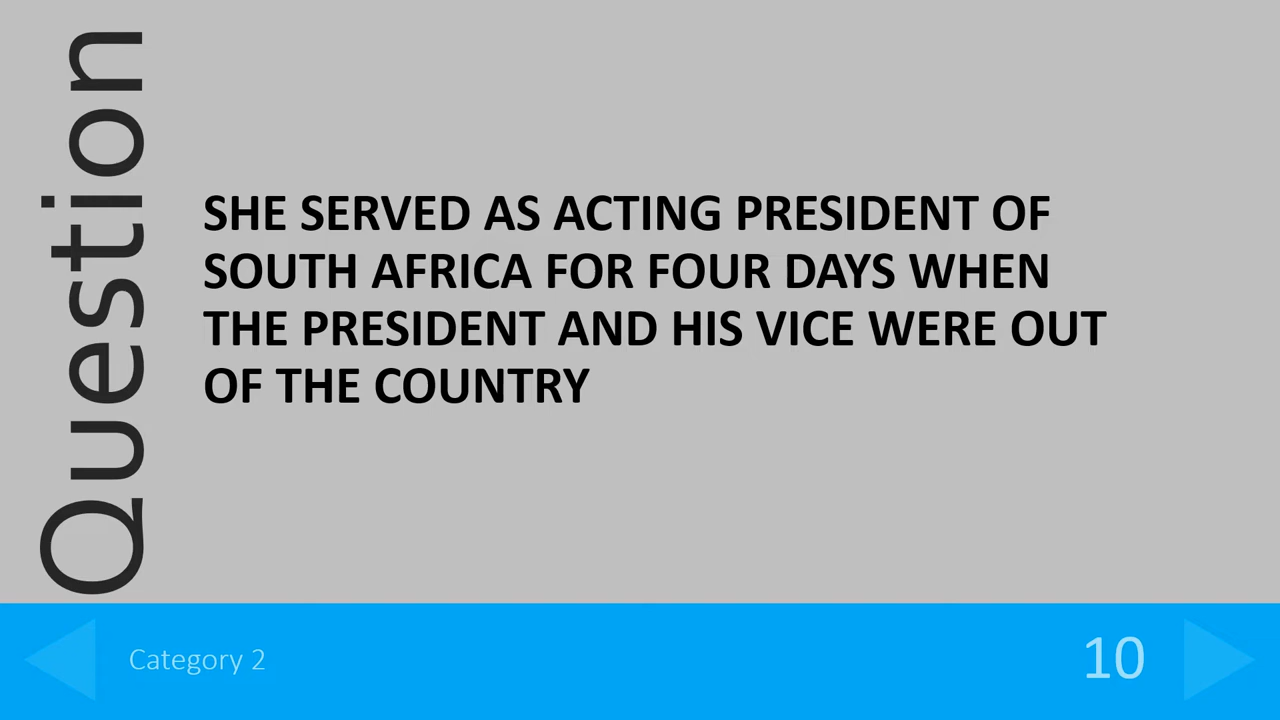 Question
SHE SERVED AS ACTING PRESIDENT OF
SOUTH AFRICA FOR FOUR DAYS WHEN
THE PRESIDENT AND HIS VICE WERE OUT
OF THE COUNTRY
Category 2
10